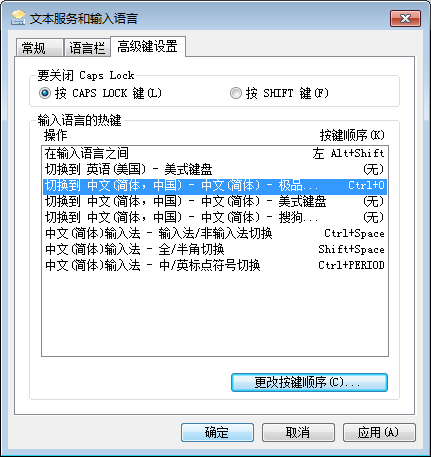 文本服务和输入语言
常规 语言栏 高级键设置
要关闭 Caps Lock
按 CAPS LOCK 键(L) 按 SHIFT 键(F)
输入语言的热键
操作 按键顺序(K)
在输入语言之间 左 Alt+Shift
切换到 英语(美国) - 美式键盘 (无)
切换到 中文(简体，中国) - 中文(简体) - 极品... Ctrl+0
切换到 中文(简体，中国) - 中文(简体) - 美式键盘 (无)
切换到 中文(简体，中国) - 中文(简体) - 搜狗... (无)
中文(简体)输入法 - 输入法/非输入法切换 Ctrl+Space
中文(简体)输入法 - 全/半角切换 Shift+Space
中文(简体)输入法 - 中/英标点符号切换 Ctrl+PERIOD
更改按键顺序(C)...
确定 取消 应用(A)